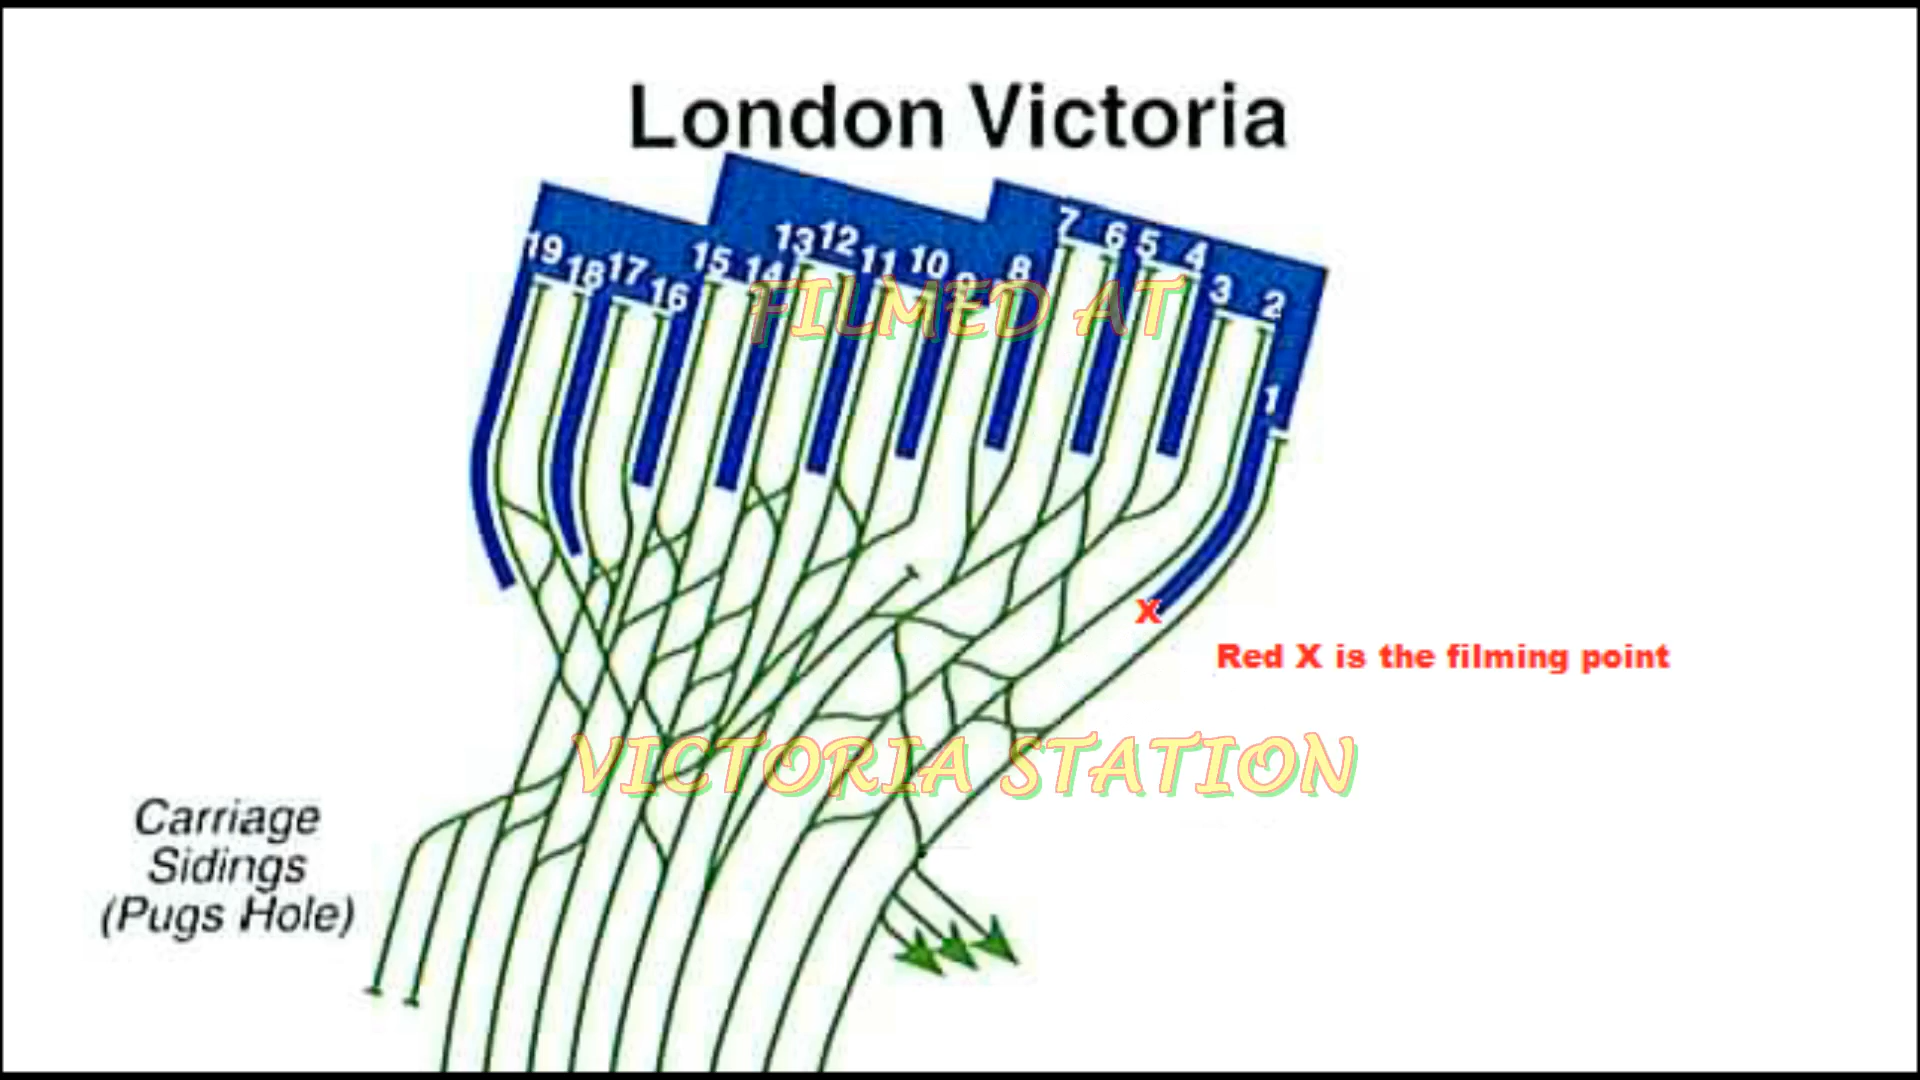 London Victoria
19 18 17 16 15 14 13 12 11 10 9 8 7 6 5 4 3 2 1
FILMED AT
X
Red X is the filming point
VICTORIA STATION
Carriage
Sidings
(Pugs Hole)